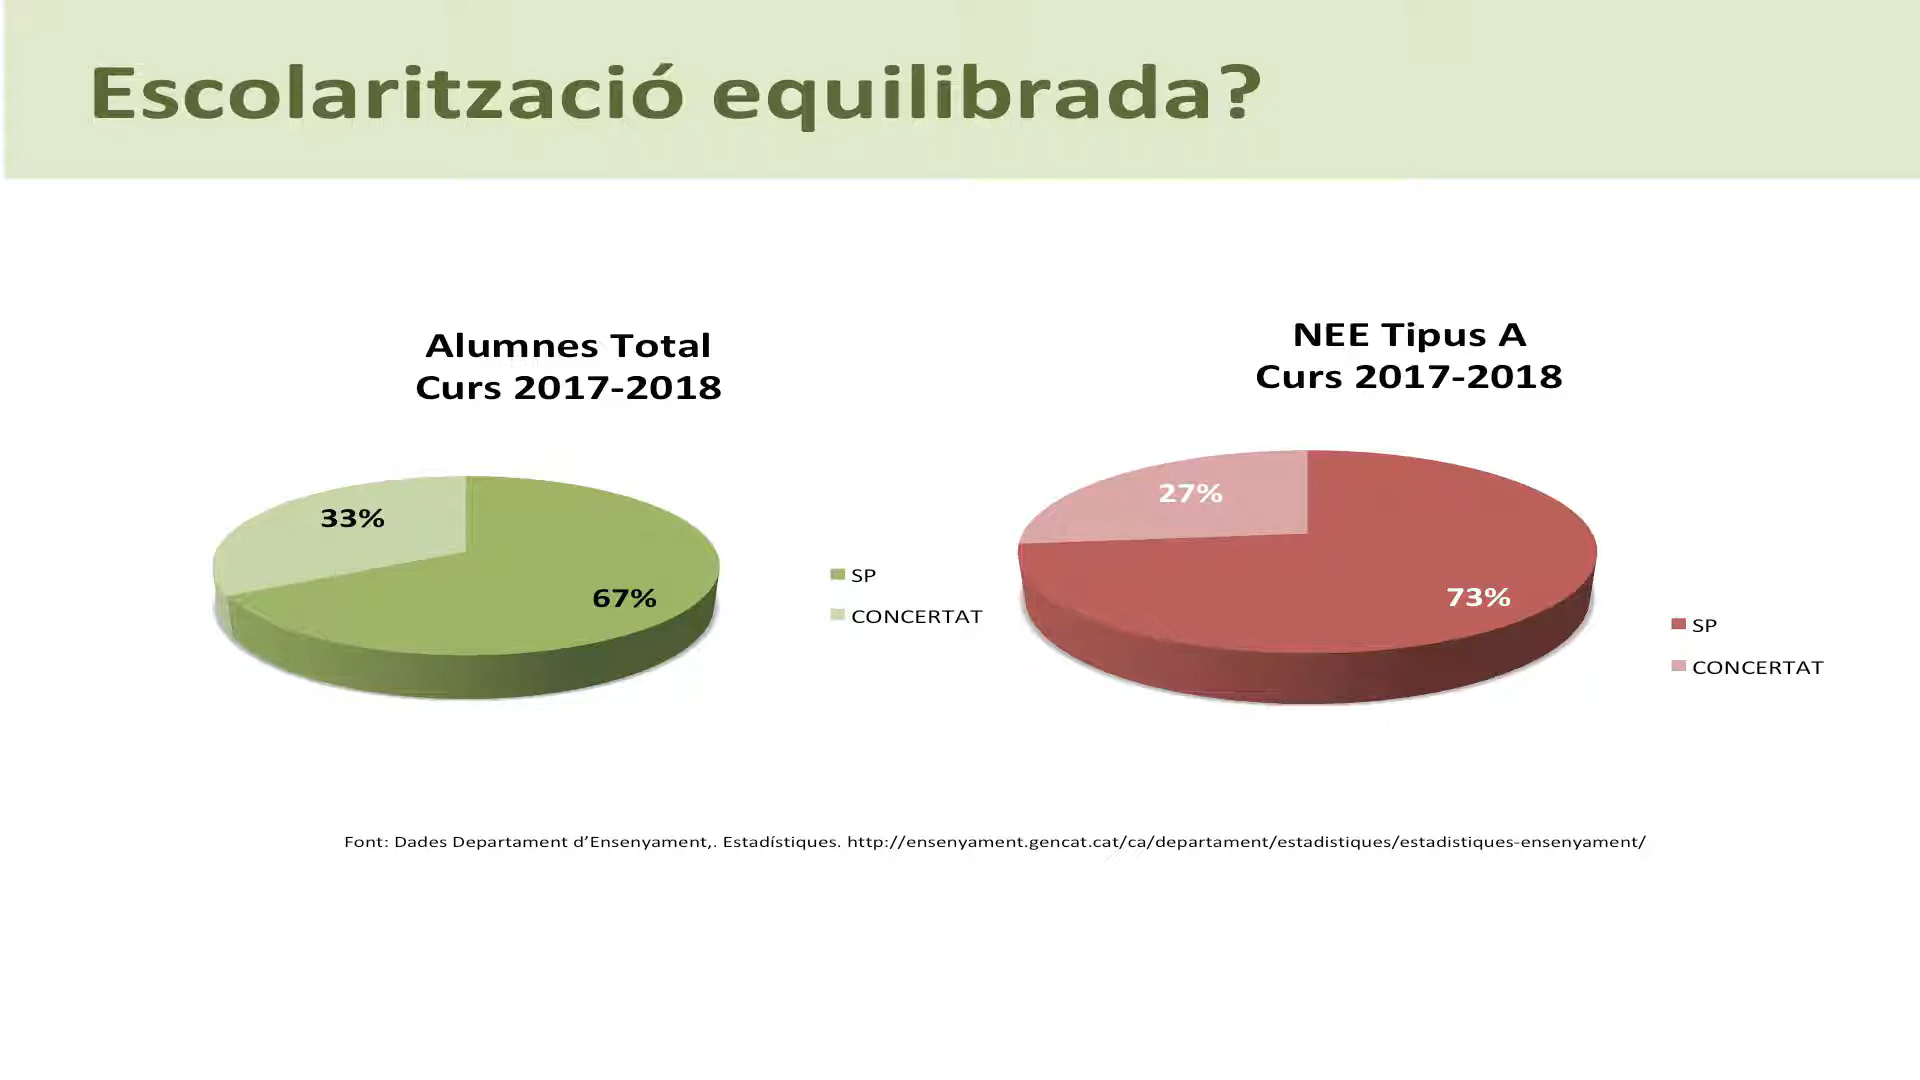 Escolarització equilibrada?
Alumnes Total
Curs 2017-2018
33%
67%
SP
CONCERTAT
NEE Tipus A
Curs 2017-2018
27%
73%
SP
CONCERTAT
Font: Dades Departament d’Ensenyament,. Estadístiques. http://ensenyament.gencat.cat/ca/departament/estadistiques/estadistiques-ensenyament/